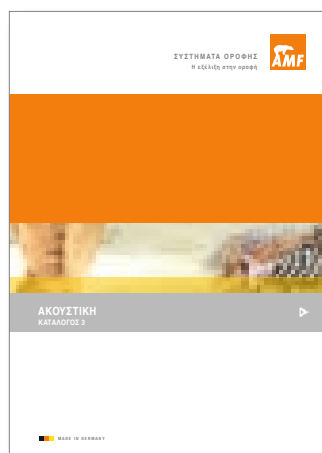 ΣΥΣΤΗΜΑΤΑ ΟΡΟΦΗΣ
Η εξέλιξη στην οροφή
AMF
ΑΚΟΥΣΤΙΚΗ
ΚΑΤΑΛΟΓΟΣ 3
MADE IN GERMANY